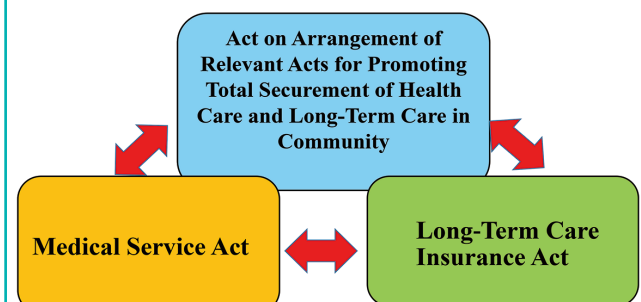 Act on Arrangement of
Relevant Acts for Promoting
Total Securement of Health
Care and Long-Term Care in
Community
Medical Service Act
Long-Term Care
Insurance Act